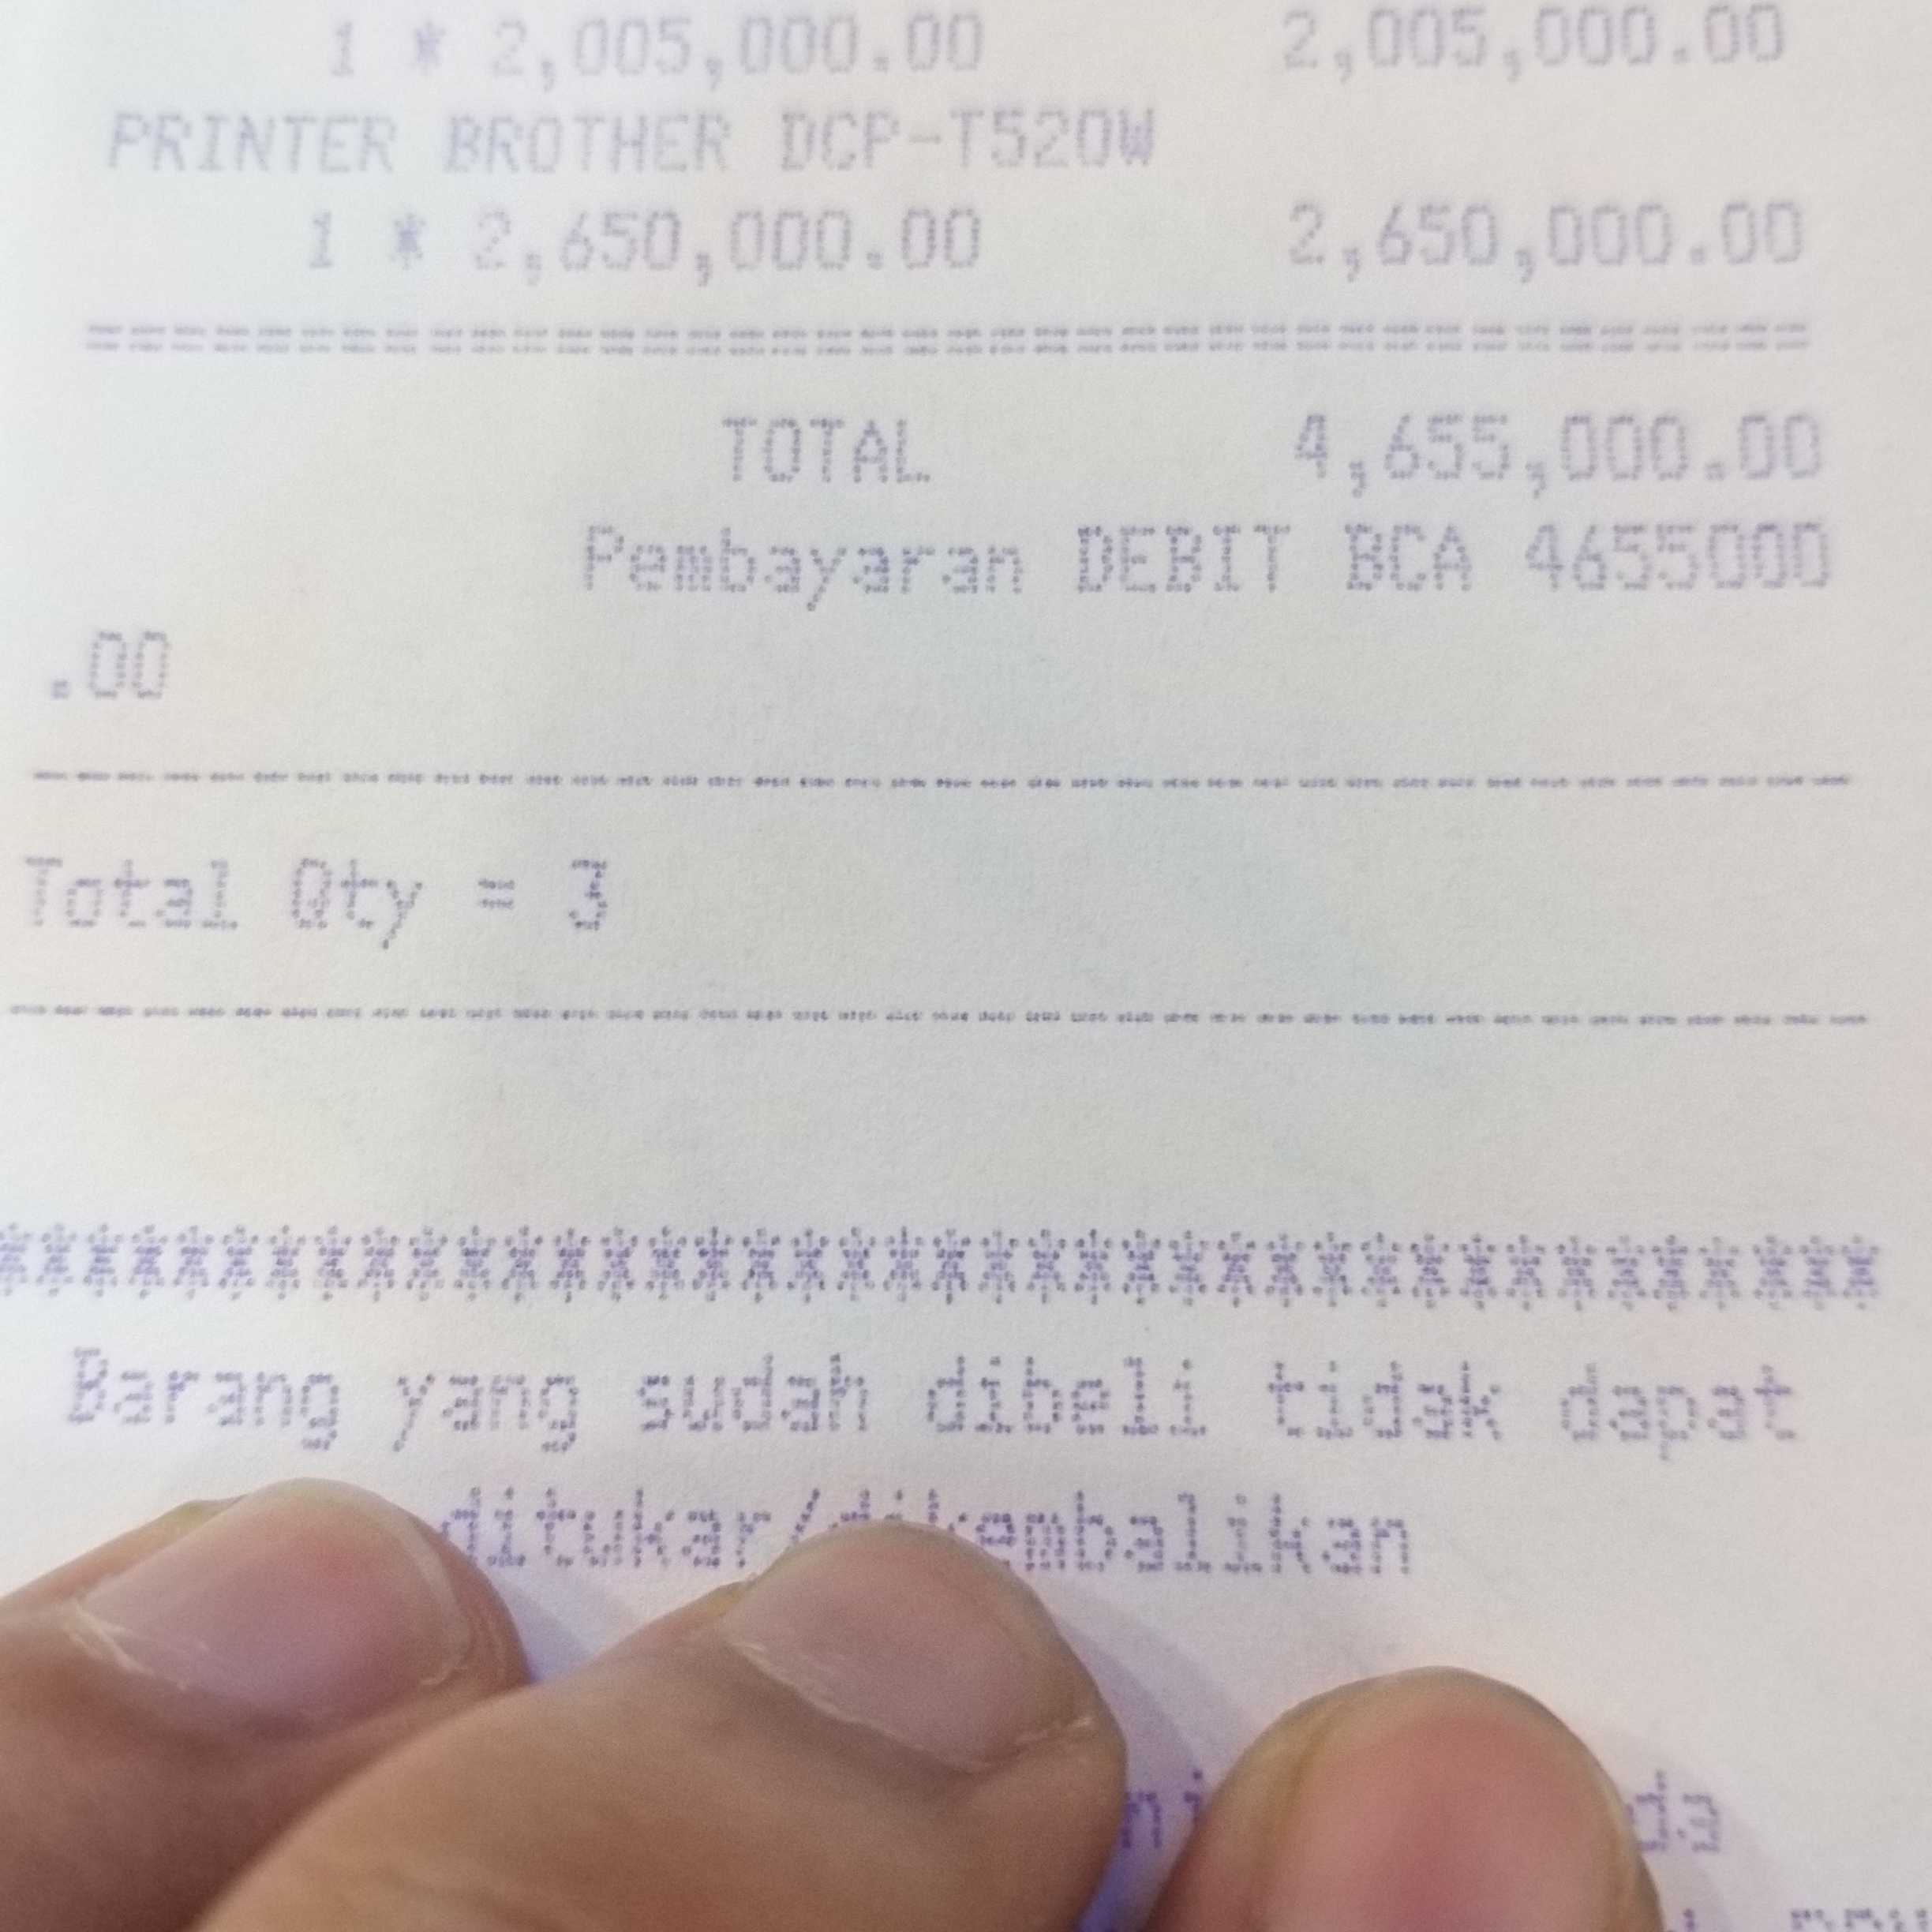 1 * 2,005,000.00 2,005,000.00
PRINTER BROTHER DCP-T520W
1 * 2,650,000.00 2,650,000.00
================================
TOTAL 4,655,000.00
Pembayaran DEBIT BCA 4655000
.00
----------------------------------------
Total Qty = 3
----------------------------------------
****************************************
Barang yang sudah dibeli tidak dapat
ditukar/dikembalikan